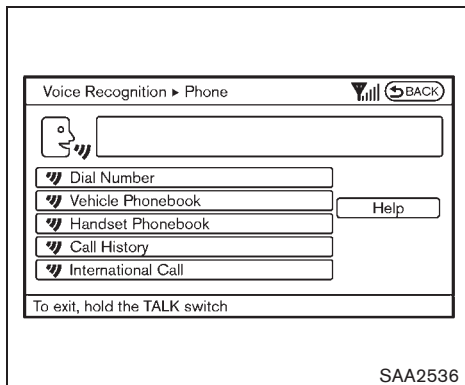 Voice Recognition ▸ Phone
BACK
Dial Number
Vehicle Phonebook
Help
Handset Phonebook
Call History
International Call
To exit, hold the TALK switch
SAA2536